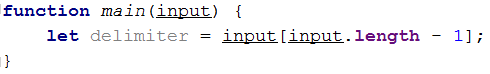 function main(input) {
    let delimiter = input[input.length - 1];
}